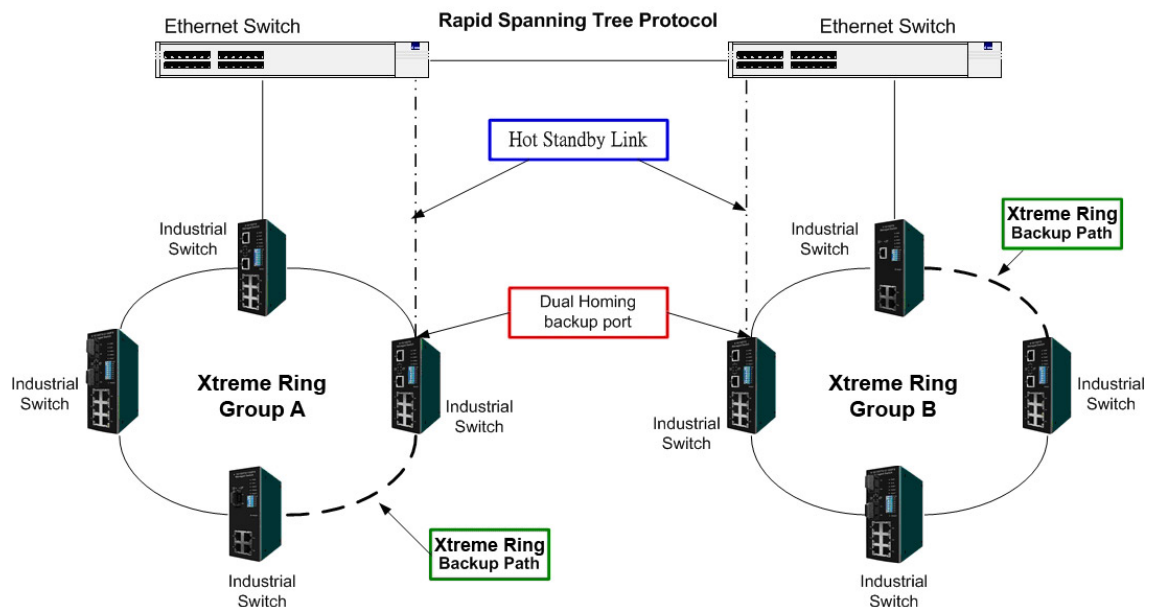 Rapid Spanning Tree Protocol
Ethernet Switch
Ethernet Switch
Hot Standby Link
Industrial
Switch
Industrial
Switch
Xtreme Ring
Backup Path
Dual Homing
backup port
Industrial
Switch
Xtreme Ring
Group A
Industrial
Switch
Industrial
Switch
Xtreme Ring
Group B
Industrial
Switch
Xtreme Ring
Backup Path
Industrial
Switch
Industrial
Switch